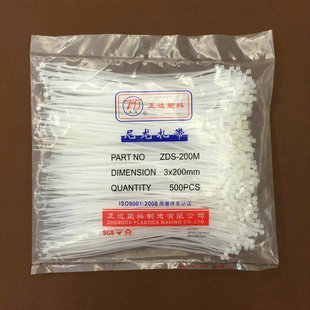 正达塑料
尼龙扎带
PART NO ZDS-200M
DIMENSION 3x200mm
QUANTITY 500PCS
ISO9001:2008质量体系认证
正达塑料制造有限公司
ZHENGDA PLASTICS MAKING CO.,LTD
SGS